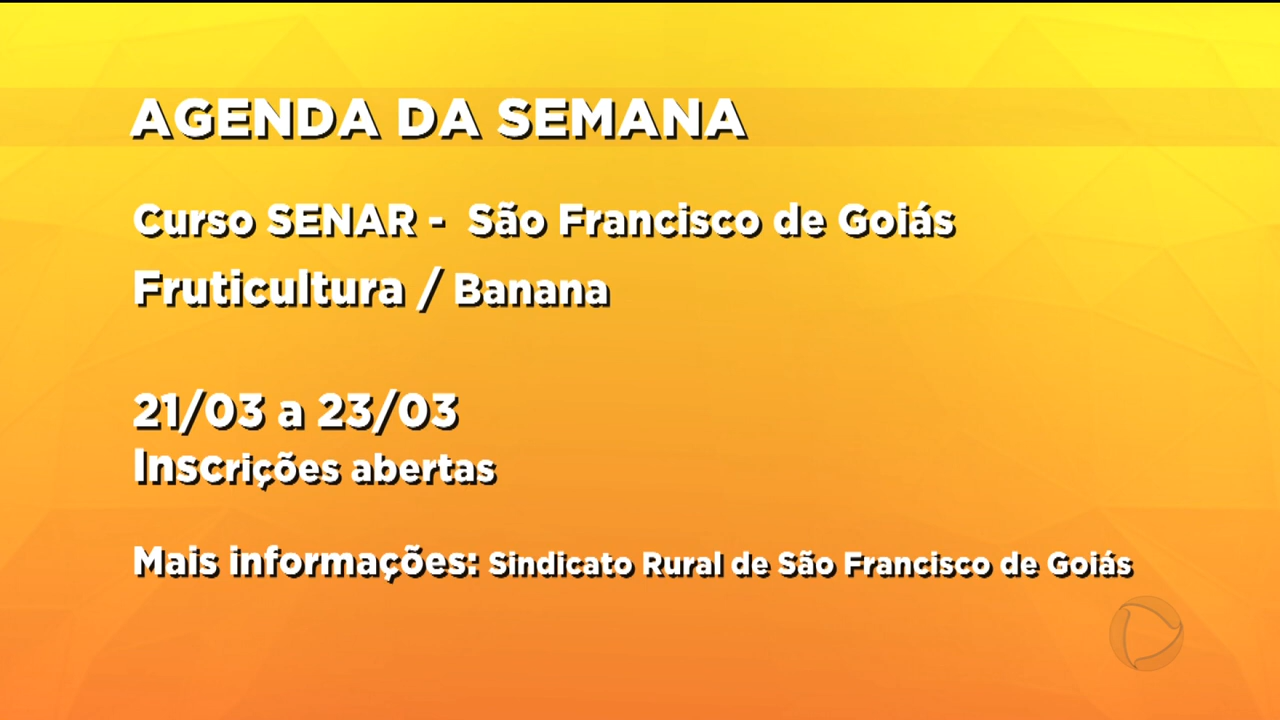 AGENDA DA SEMANA
Curso SENAR - São Francisco de Goiás
Fruticultura / Banana
21/03 a 23/03
Inscrições abertas
Mais informações: Sindicato Rural de São Francisco de Goiás